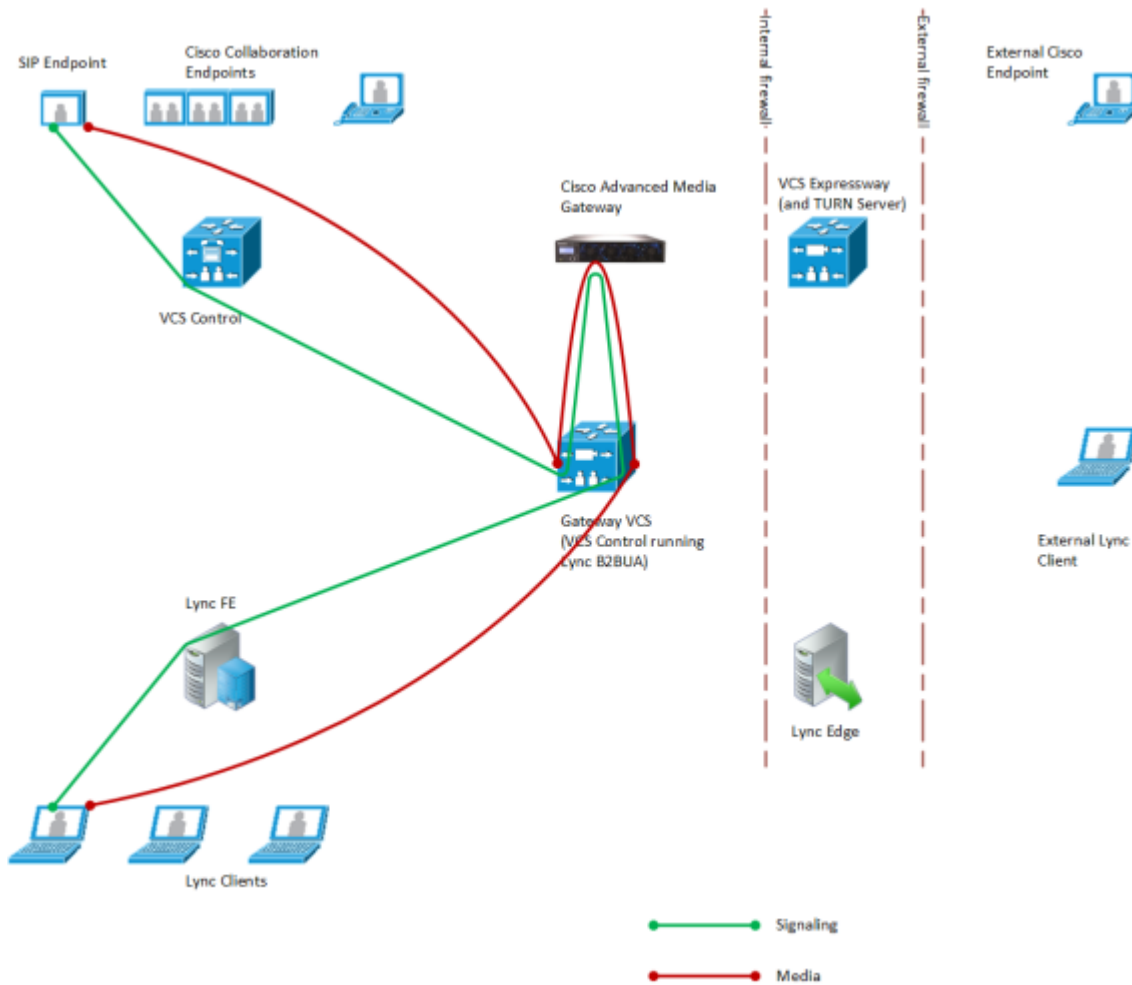 SIP Endpoint
Cisco Collaboration
Endpoints
Internal firewall
External firewall
External Cisco
Endpoint
Cisco Advanced Media
Gateway
VCS Expressway
(and TURN Server)
VCS Control
Gateway VCS
(VCS Control running
Lync B2BUA)
External Lync
Client
Lync FE
Lync Edge
Lync Clients
Signaling
Media